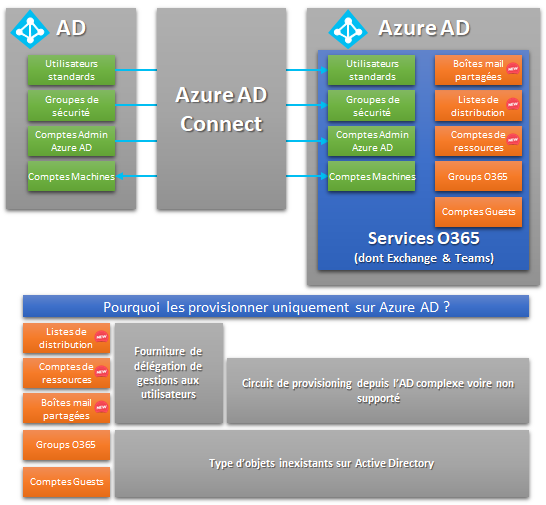 AD
Utilisateurs
standards
Groupes de
sécurité
Comptes Admin
Azure AD
Comptes Machines
Azure AD
Connect
Azure AD
Utilisateurs
standards
Groupes de
sécurité
Comptes Admin
Azure AD
Comptes Machines
Boîtes mail
partagées
NEW
Listes de
distribution
NEW
Comptes de
ressources
NEW
Groups O365
Comptes Guests
Services O365
(dont Exchange & Teams)
Pourquoi les provisionner uniquement sur Azure AD ?
Listes de
distribution
NEW
Comptes de
ressources
NEW
Boîtes mail
partagées
NEW
Groups O365
Comptes Guests
Fourniture de
délégation de
gestions aux
utilisateurs
Circuit de provisioning depuis l'AD complexe voire non
supporté
Type d'objets inexistants sur Active Directory